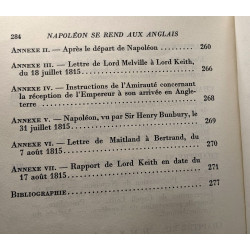 284 NAPOLÉON SE REND AUX ANGLAIS
ANNEXE II. — Après le départ de Napoléon. 260
ANNEXE III. — Lettre de Lord Melville à Lord Keith,
du 18 juillet 1815. 266
ANNEXE IV. — Instructions de l'Amirauté concernant
la réception de l'Empereur à son arrivée en Angle-
terre 268
ANNEXE V. — Napoléon, vu par Sir Henry Bunbury, le
31 juillet 1815. 269
ANNEXE VI. — Lettre de Maitland à Bertrand, du
7 août 1815. 270
ANNEXE VII. — Rapport de Lord Keith en date du
17 août 1815. 271
BIBLIOGRAPHIE. 277